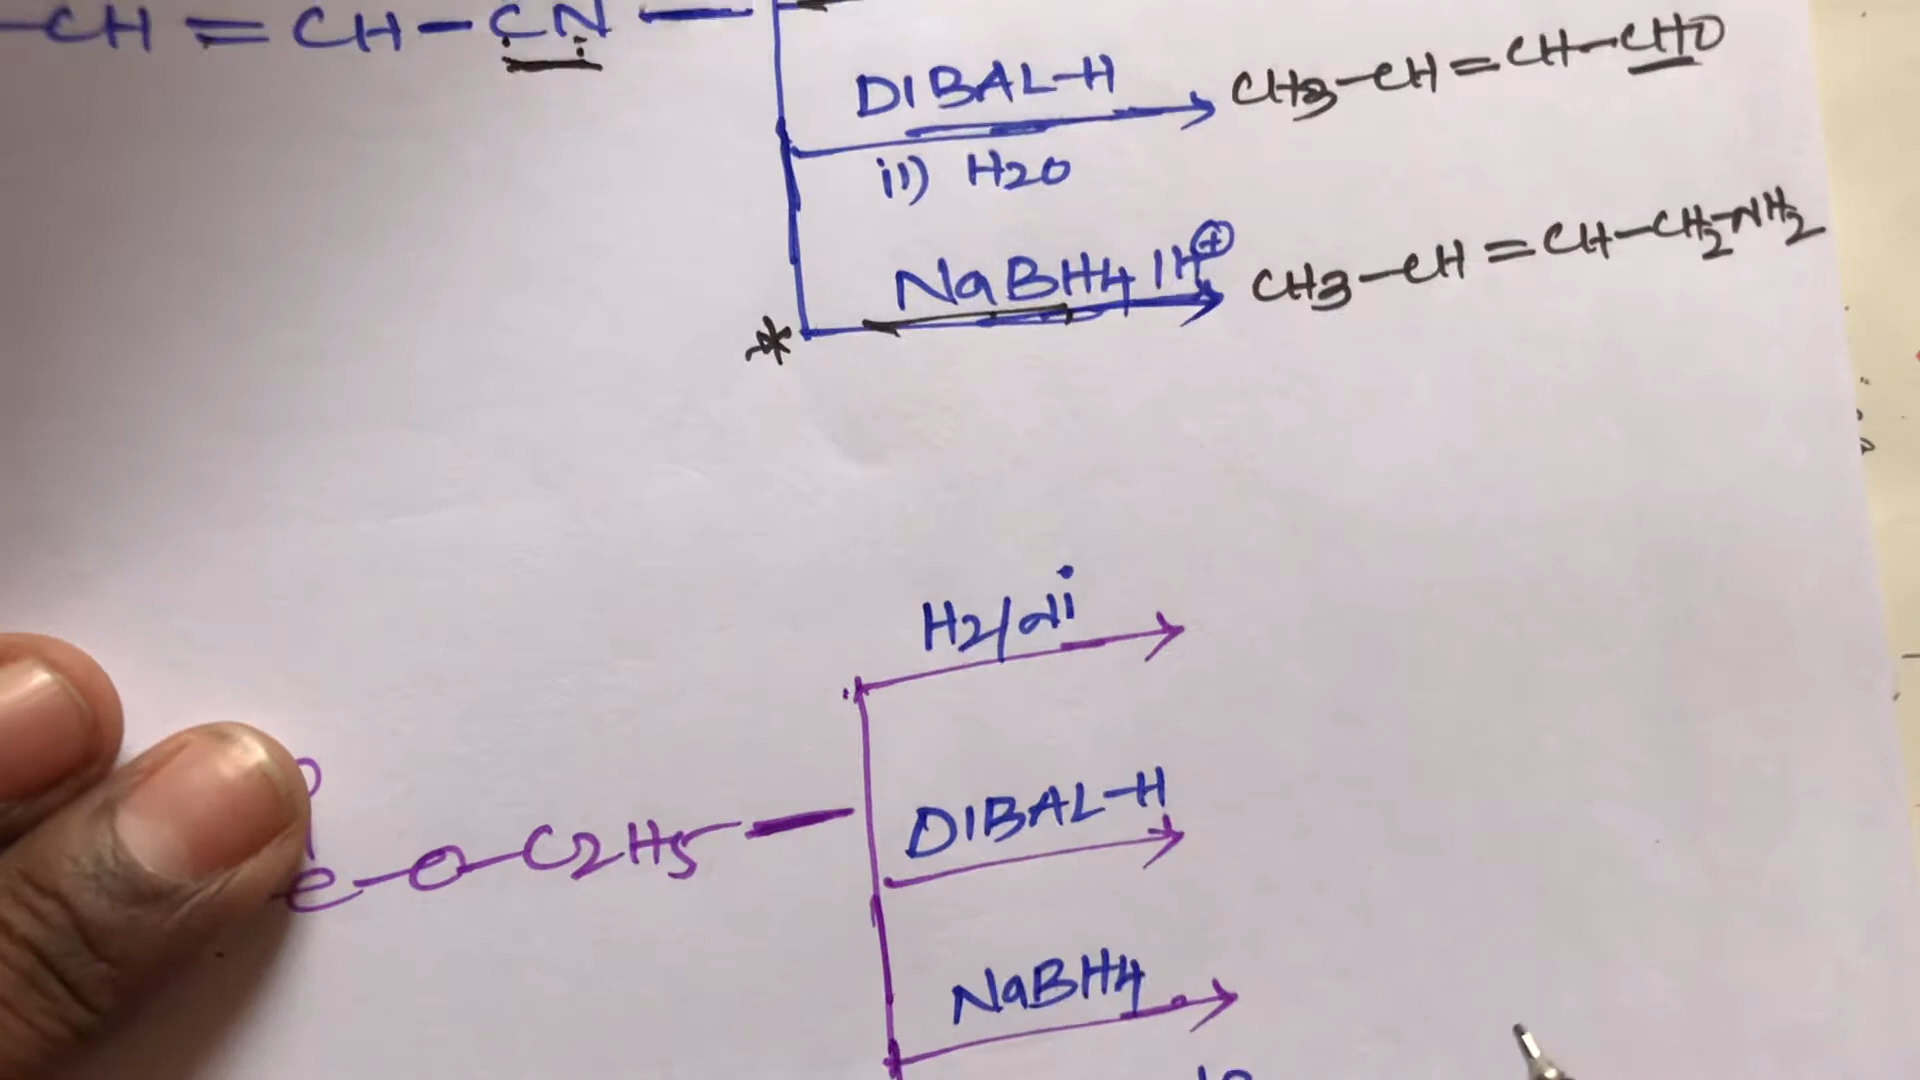 -CH=CH-CN
DIBAL-H
CH3-CH=CH-CHO
ii) H2O
NaBH4/H⊕
CH3-CH=CH-CH2-NH2
*
H2/Ni
DIBAL-H
C-O-C2H5
NaBH4